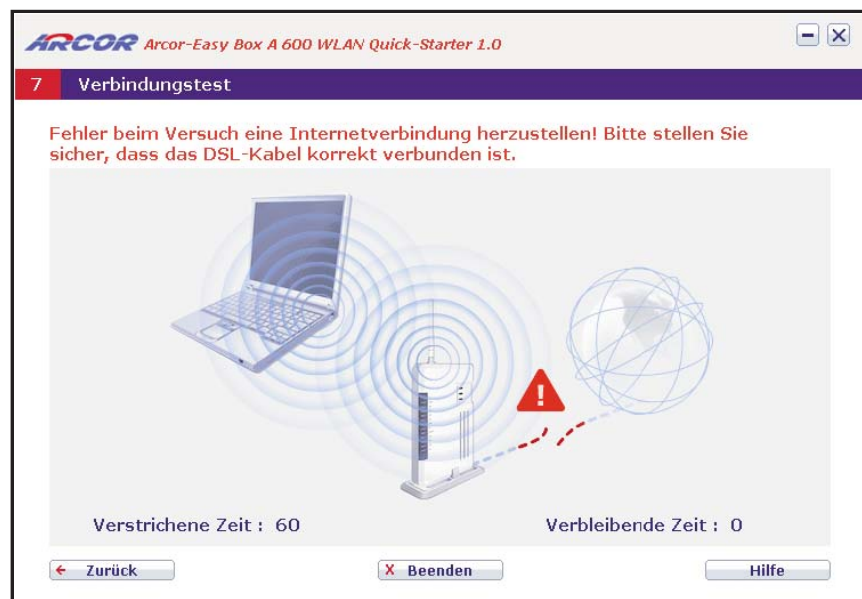 ARCOR Arcor-Easy Box A 600 WLAN Quick-Starter 1.0
7 Verbindungstest
Fehler beim Versuch eine Internetverbindung herzustellen! Bitte stellen Sie
sicher, dass das DSL-Kabel korrekt verbunden ist.
!
Verstrichene Zeit : 60 Verbleibende Zeit : 0
Zurück X Beenden Hilfe